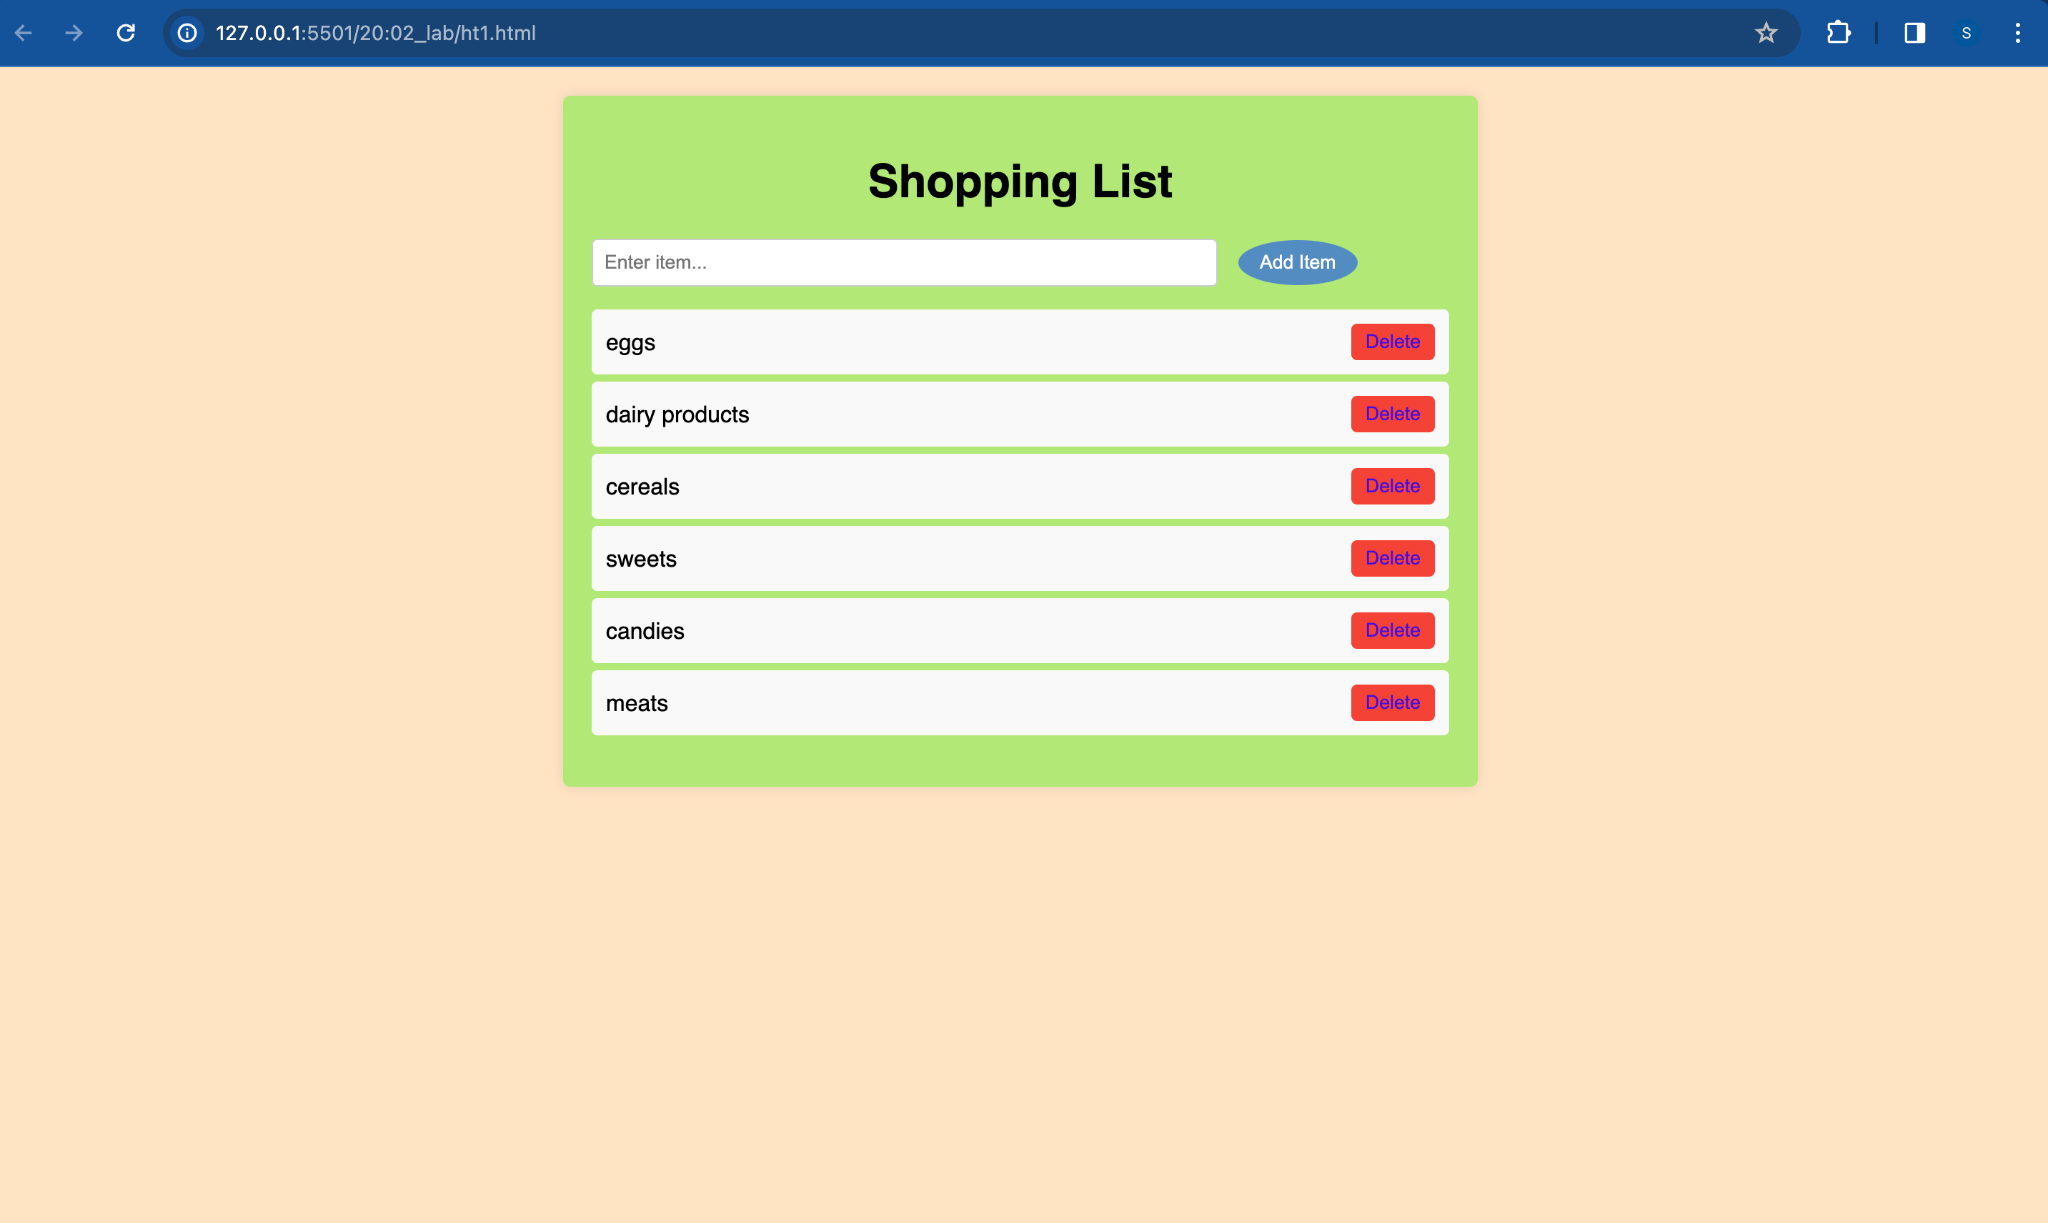 127.0.0.1:5501/20:02_lab/ht1.html
S
Shopping List
Enter item...
Add Item
eggs
Delete
dairy products
Delete
cereals
Delete
sweets
Delete
candies
Delete
meats
Delete